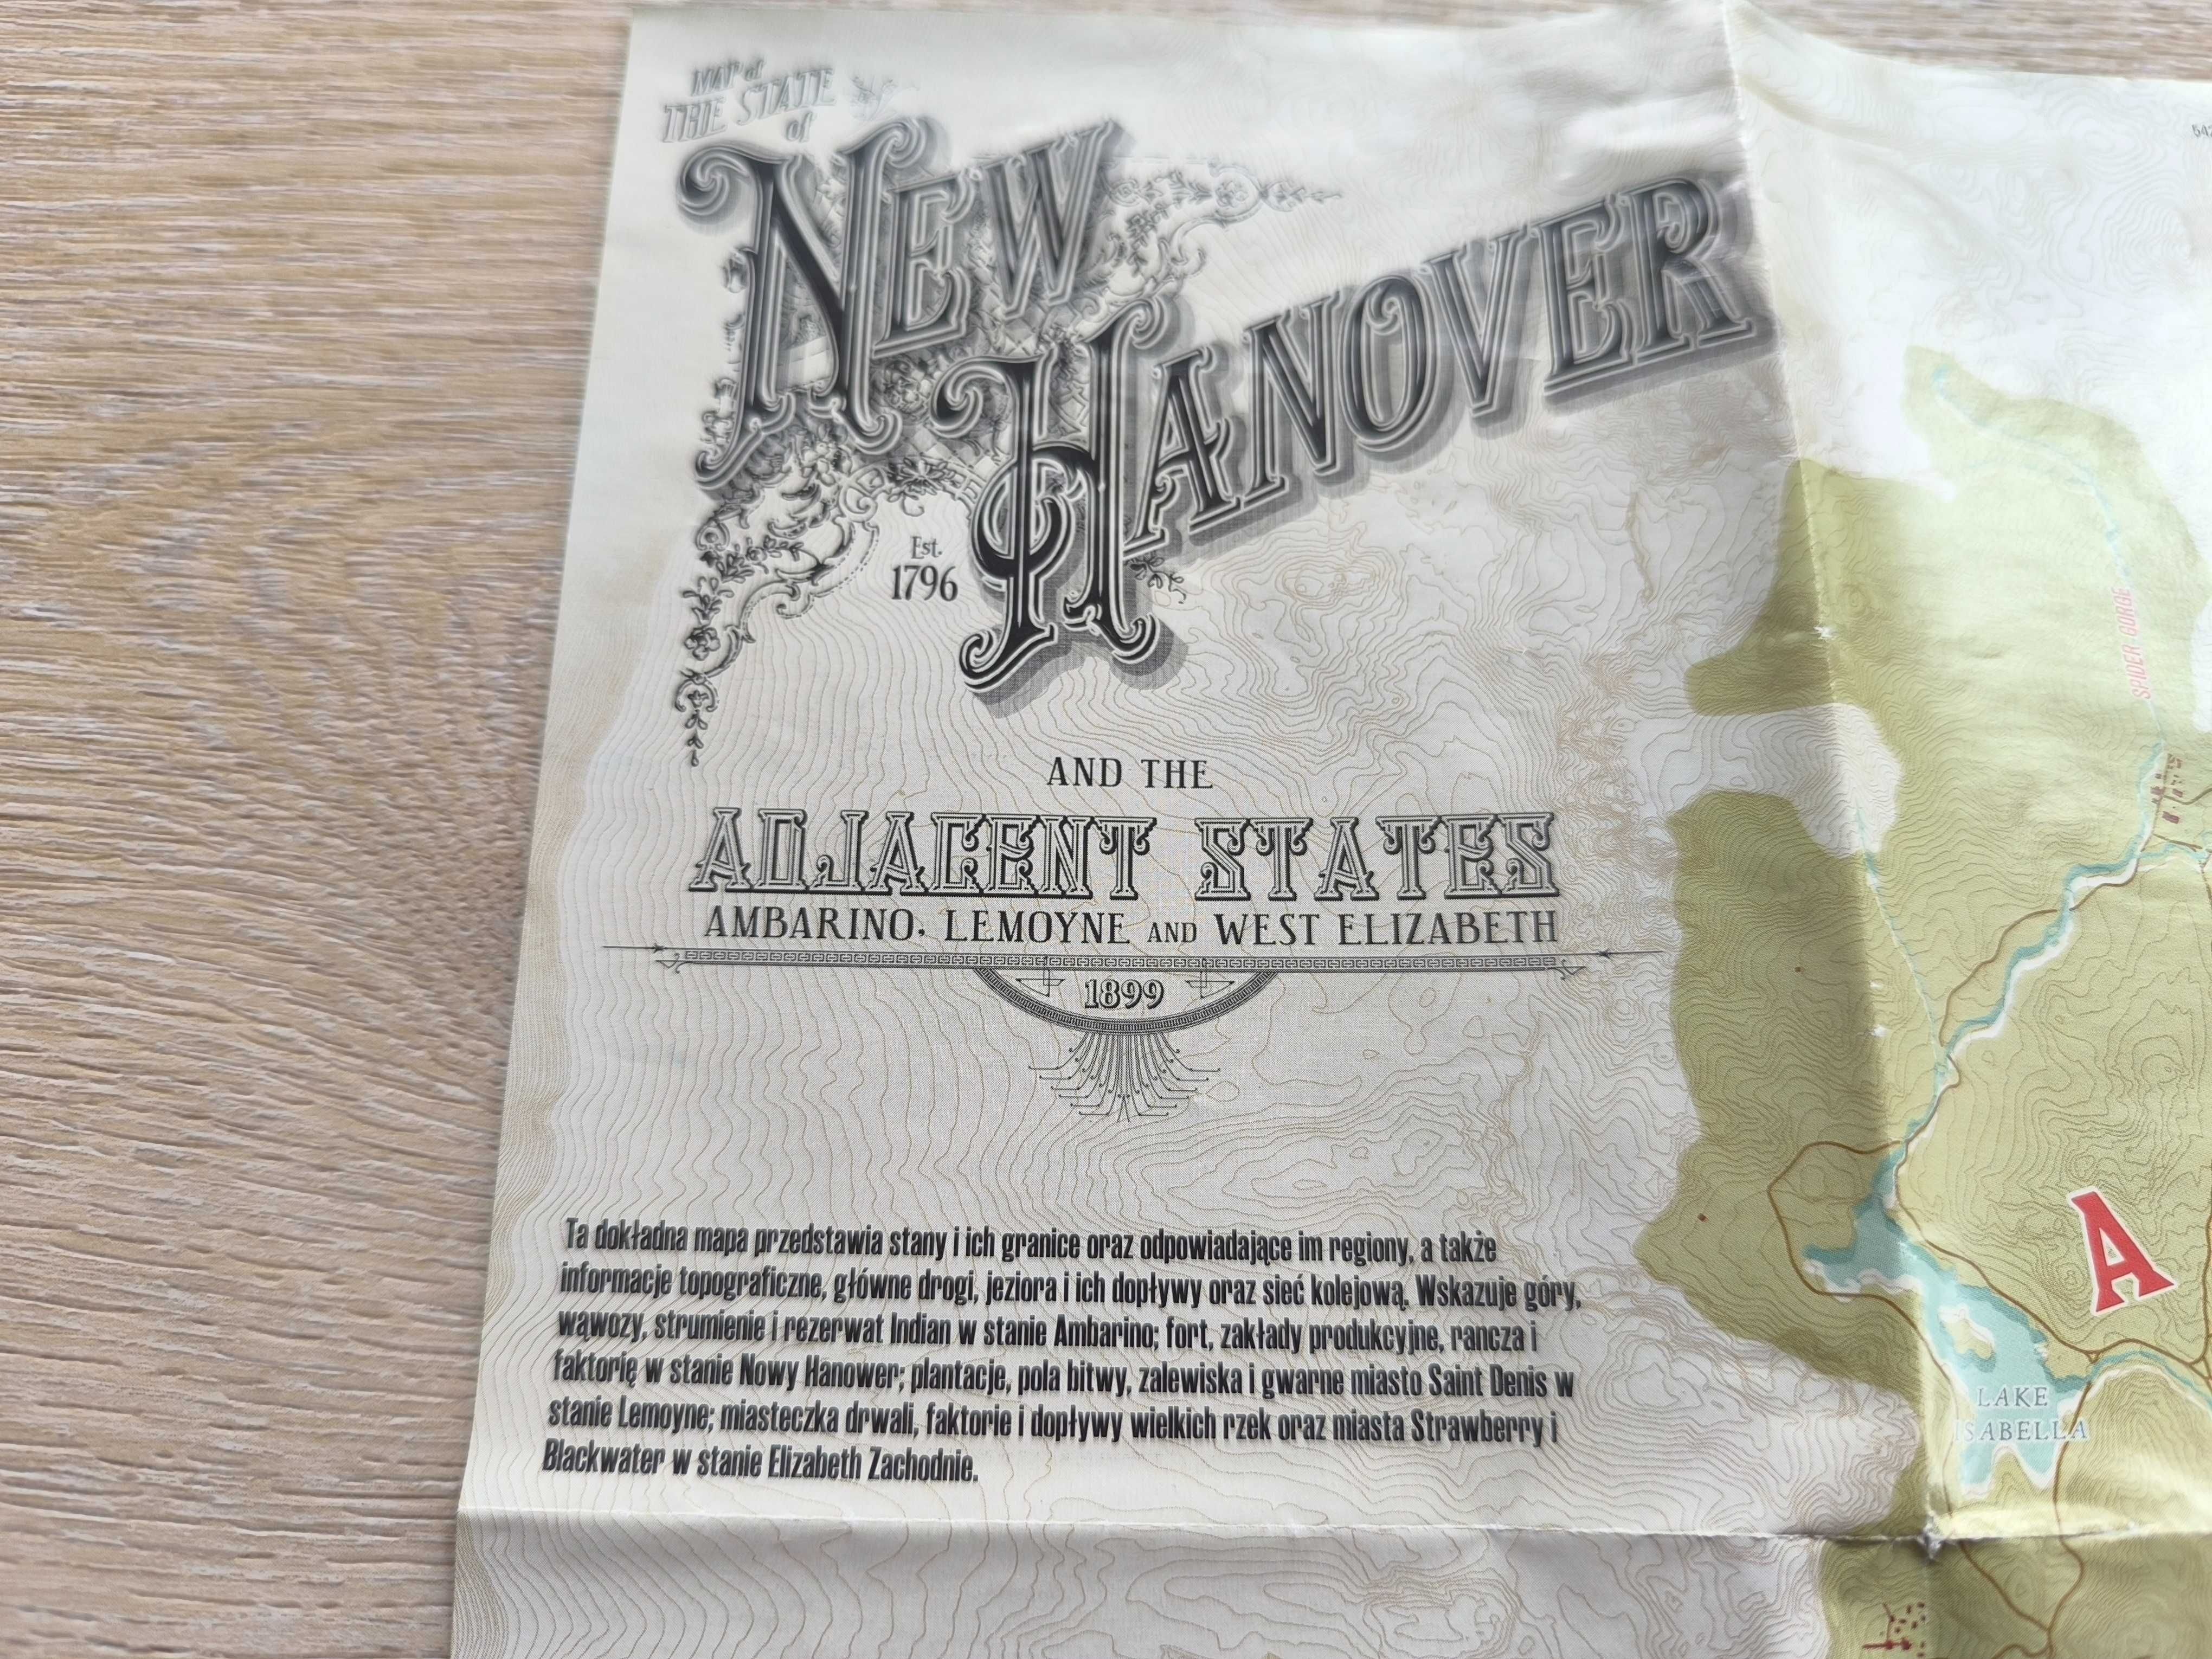 MAP of
THE STATE
of
NEW
HANOVER
Est.
1796
AND THE
ADJACENT STATES
AMBARINO, LEMOYNE AND WEST ELIZABETH
1899
Ta dokładna mapa przedstawia stany i ich granice oraz odpowiadające im regiony, a także
informacje topograficzne, główne drogi, jeziora i ich dopływy oraz sieć kolejową. Wskazuje góry,
wąwozy, strumienie i rezerwat Indian w stanie Ambarino; fort, zakłady produkcyjne, rancza i
faktorię w stanie Nowy Hanower; plantacje, pola bitwy, zalewiska i gwarne miasto Saint Denis w
stanie Lemoyne; miasteczka drwali, faktorie i dopływy wielkich rzek oraz miasta Strawberry i
Blackwater w stanie Elizabeth Zachodnie.
SPIDER GORGE
A
LAKE
ISABELLA